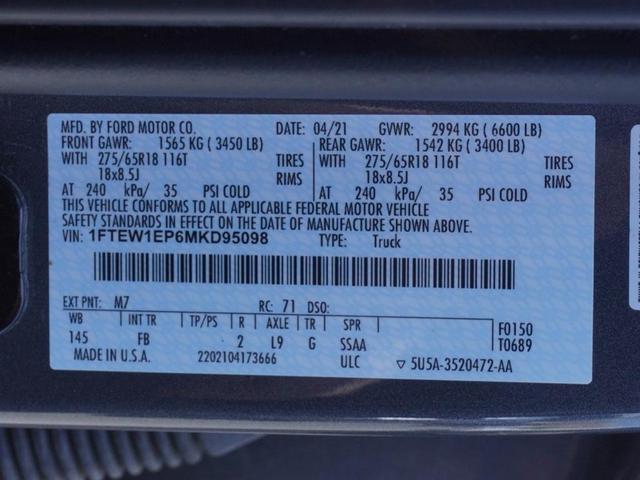 MFD. BY FORD MOTOR CO. DATE: 04/21 GVWR: 2994 KG ( 6600 LB)
FRONT GAWR: 1565 KG ( 3450 LB) REAR GAWR: 1542 KG ( 3400 LB)
WITH 275/65R18 116T TIRES WITH 275/65R18 116T TIRES
18x8.5J RIMS 18x8.5J RIMS
AT 240 kPa/ 35 PSI COLD AT 240 kPa/ 35 PSI COLD
THIS VEHICLE CONFORMS TO ALL APPLICABLE FEDERAL MOTOR VEHICLE
SAFETY STANDARDS IN EFFECT ON THE DATE OF MANUFACTURE SHOWN ABOVE.
VIN: 1FTEW1EP6MKD95098 TYPE: Truck
EXT PNT: M7 RC: 71 DSO:
WB INT TR TP/PS R AXLE TR SPR F0150
145 FB 2 L9 G SSAA T0689
MADE IN U.S.A. 2202104173666 ULC ▽ 5U5A-3520472-AA